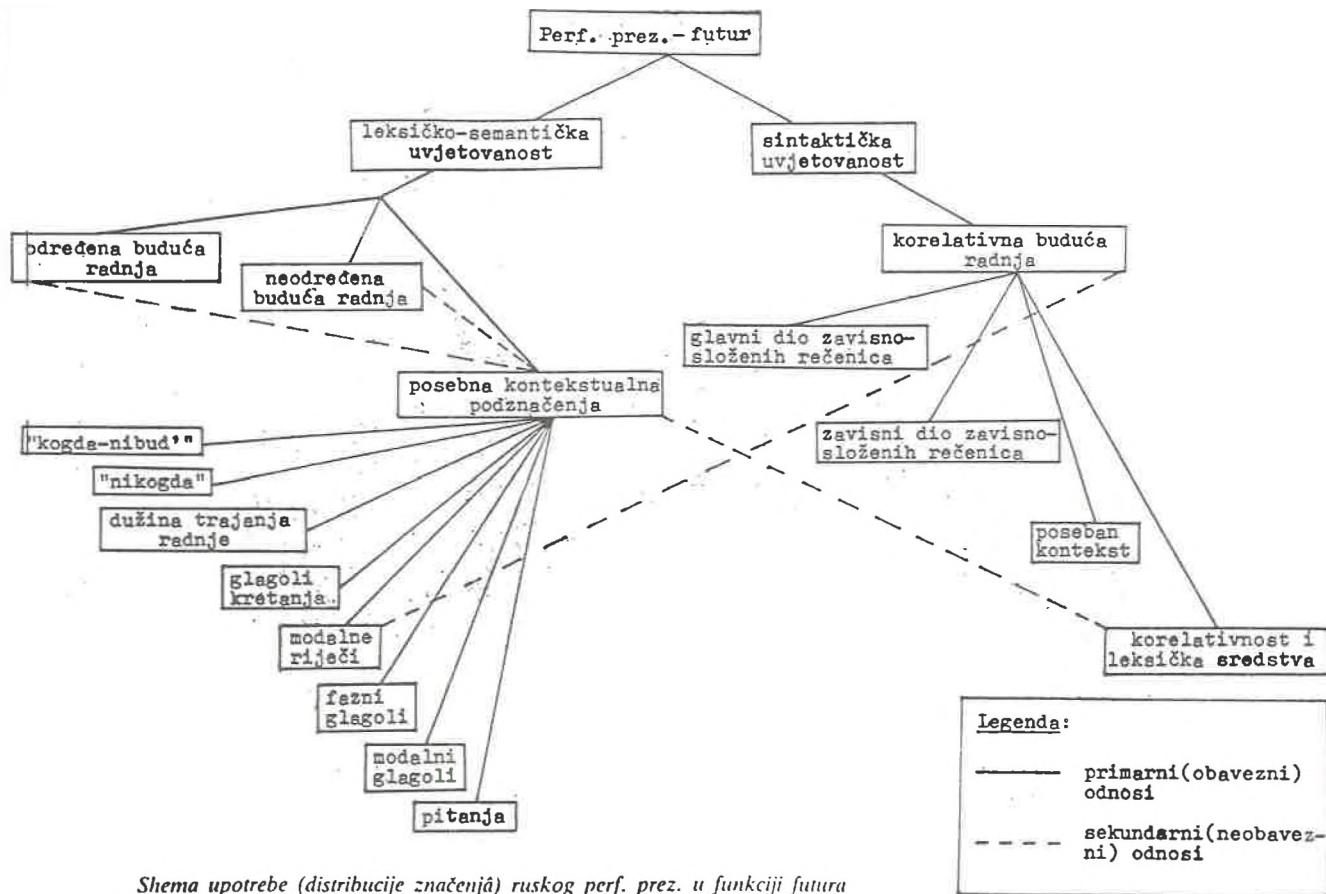 Perf. prez.-futur
leksičko-semantička
uvjetovanost
sintaktička
uvjetovanost
određena buduća
radnja
neodređena
buduća radnja
korelativna buduća
radnja
glavni dio zavisno-
složenih rečenica
posebna kontekstualna
podznačenja
zavisni dio zavisno-
složenih rečenica
"kogda-nibud'"
"nikogda"
dužina trajanja
radnje
poseban
kontekst
glagoli
kretanja
modalne
riječi
korelativnost i
leksička sredstva
fazni
glagoli
modalni
glagoli
pitanja
Legenda:
primarni(obavezni)
odnosi
sekundarni(neobavez-
ni) odnosi
Shema upotrebe (distribucije značenjâ) ruskog perf. prez. u funkciji futura